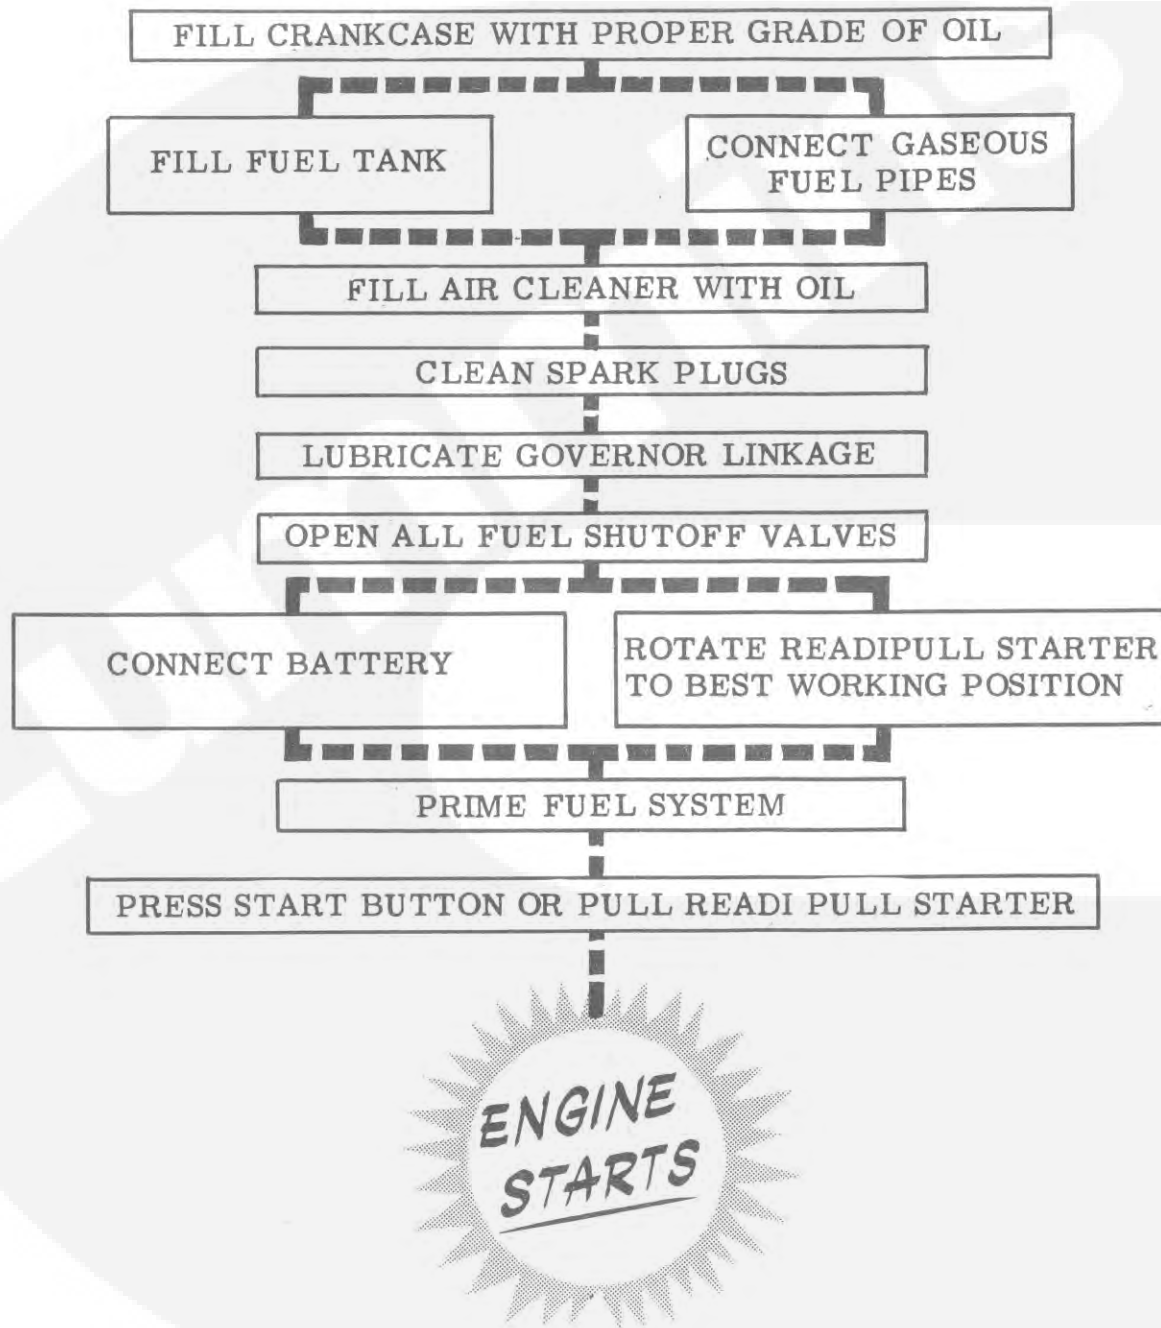 FILL CRANKCASE WITH PROPER GRADE OF OIL
FILL FUEL TANK
CONNECT GASEOUS
FUEL PIPES
FILL AIR CLEANER WITH OIL
CLEAN SPARK PLUGS
LUBRICATE GOVERNOR LINKAGE
OPEN ALL FUEL SHUTOFF VALVES
CONNECT BATTERY
ROTATE READIPULL STARTER
TO BEST WORKING POSITION
PRIME FUEL SYSTEM
PRESS START BUTTON OR PULL READI PULL STARTER
ENGINE
STARTS
Cummins